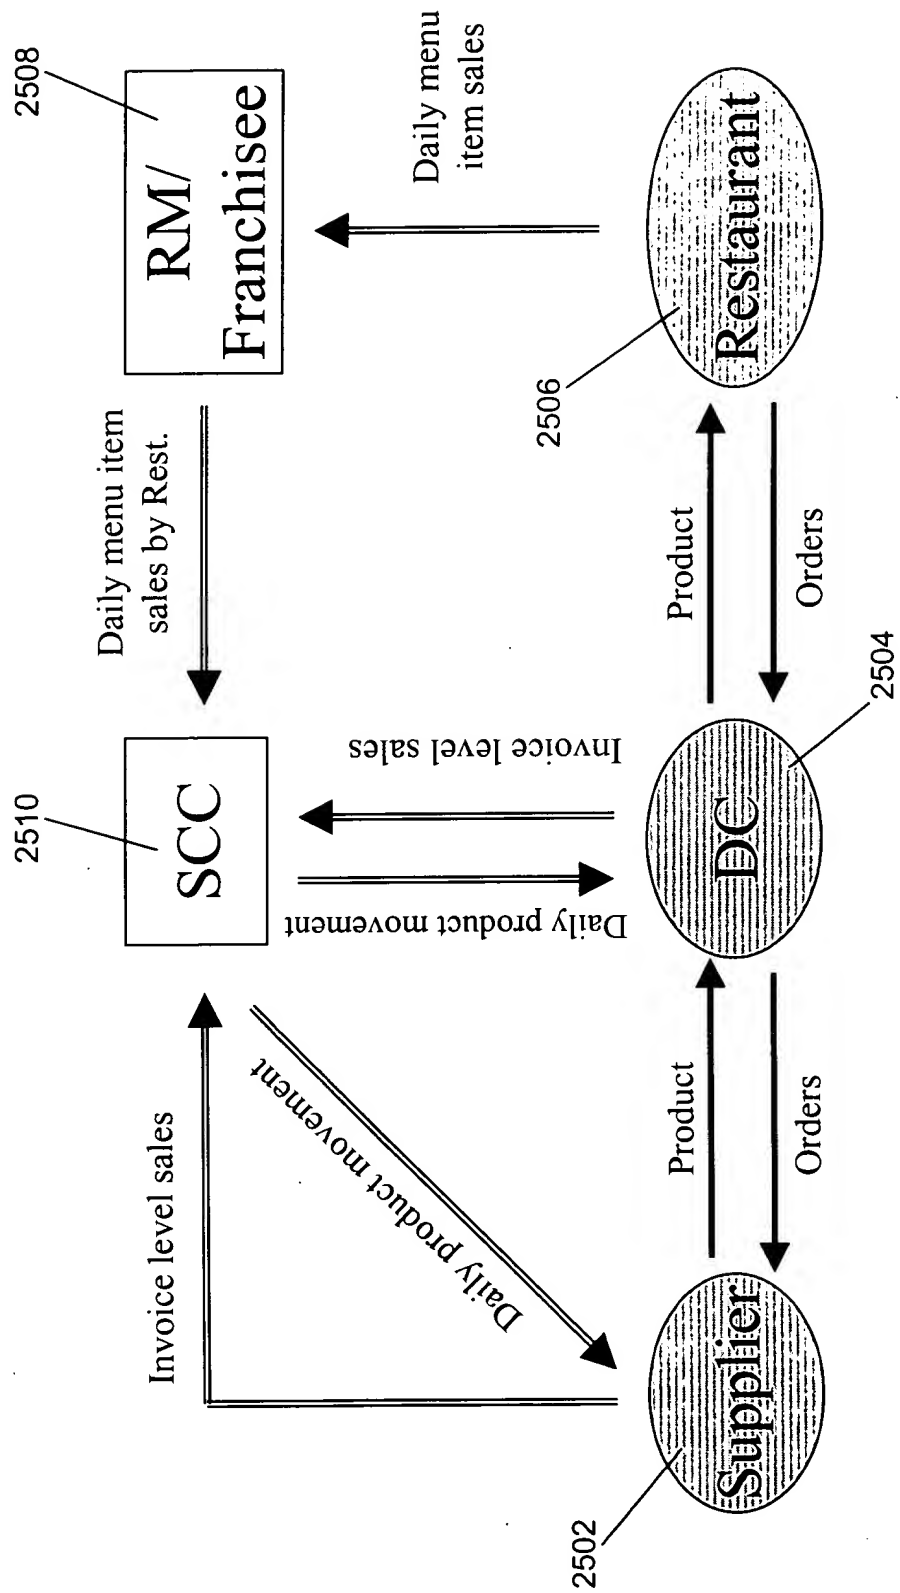 2510
2508
SCC
RM/
Franchisee
Invoice level sales
Daily menu item
sales by Rest.
Daily product movement
Daily product movement
Invoice level sales
Daily menu
item sales
2506
Product
Product
Supplier
DC
Restaurant
Orders
Orders
2502
2504